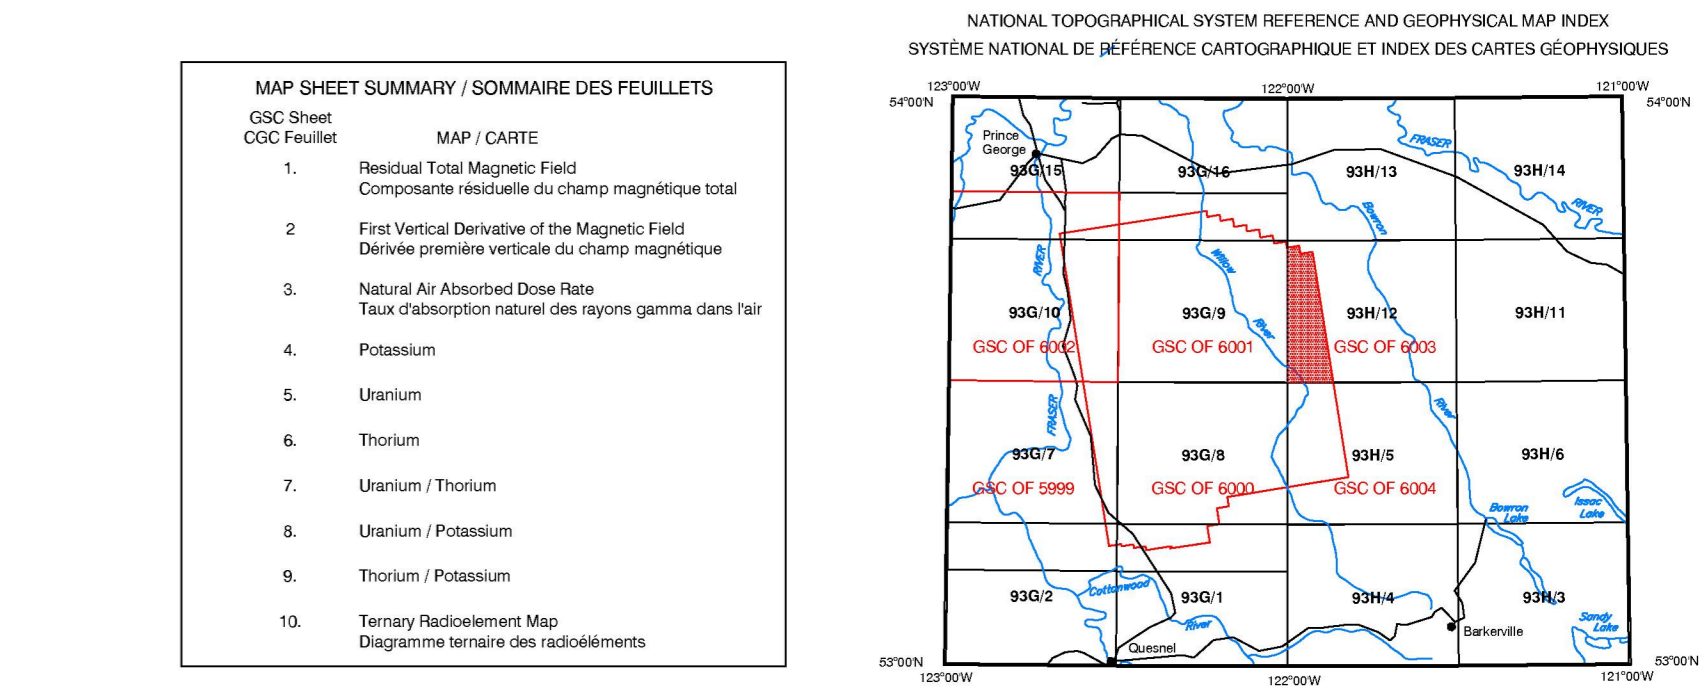 MAP SHEET SUMMARY / SOMMAIRE DES FEUILLETS
GSC Sheet
CGC Feuillet
MAP / CARTE
1. Residual Total Magnetic Field
Composante résiduelle du champ magnétique total
2 First Vertical Derivative of the Magnetic Field
Dérivée première verticale du champ magnétique
3. Natural Air Absorbed Dose Rate
Taux d'absorption naturel des rayons gamma dans l'air
4. Potassium
5. Uranium
6. Thorium
7. Uranium / Thorium
8. Uranium / Potassium
9. Thorium / Potassium
10. Ternary Radioelement Map
Diagramme ternaire des radioéléments
NATIONAL TOPOGRAPHICAL SYSTEM REFERENCE AND GEOPHYSICAL MAP INDEX
SYSTÈME NATIONAL DE RÉFÉRENCE CARTOGRAPHIQUE ET INDEX DES CARTES GÉOPHYSIQUES
123°00'W
122°00'W
121°00'W
54°00'N
54°00'N
Prince
George
FRASER
93G/15
93G/16
93H/13
93H/14
RIVER
Bowron
RIVER
Willow
93G/10
93G/9
93H/12
93H/11
River
GSC OF 6002
GSC OF 6001
GSC OF 6003
FRASER
River
93G/7
93G/8
93H/5
93H/6
GSC OF 5999
GSC OF 6000
GSC OF 6004
Issac
Lake
Bowron
Lake
Cottonwood
93G/2
93G/1
93H/4
93H/3
River
Barkerville
Sandy
Lake
Quesnel
53°00'N
53°00'N
123°00'W
122°00'W
121°00'W